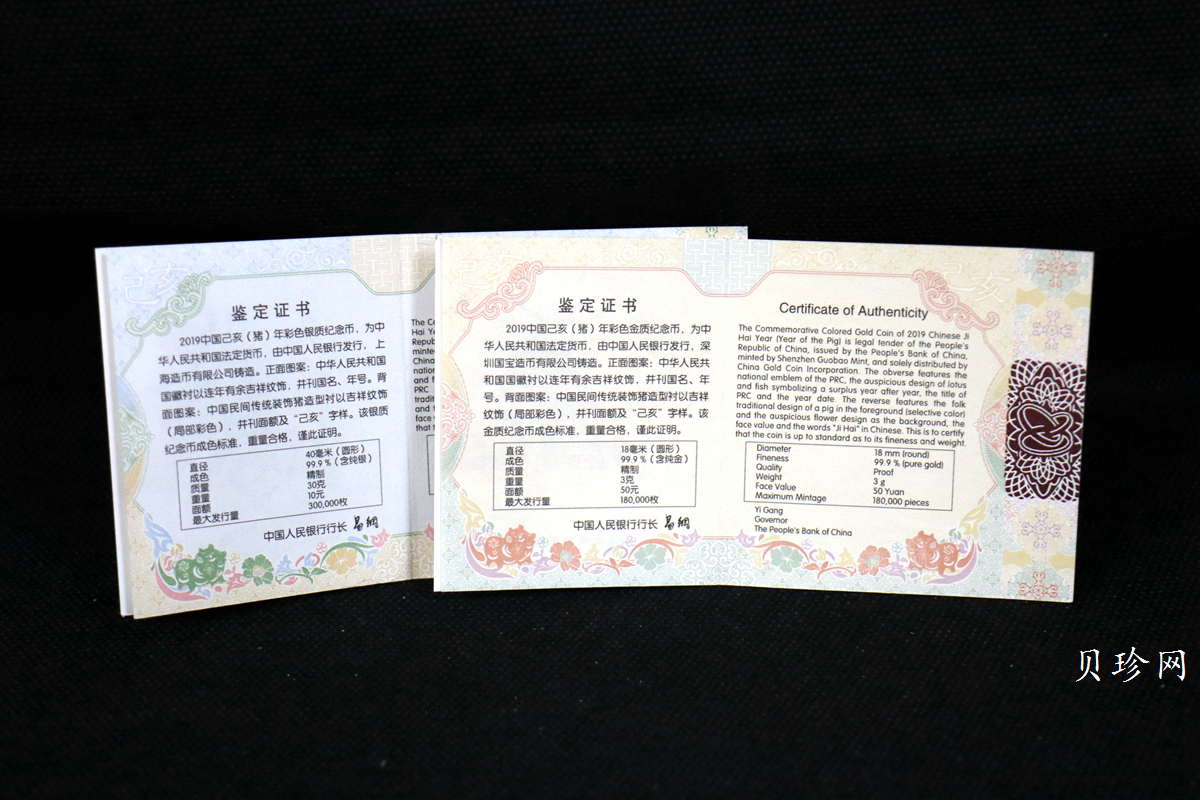 鉴定证书
2019中国己亥（猪）年彩色银质纪念币，为中
华人民共和国法定货币，由中国人民银行发行，上
海造币有限公司铸造。正面图案：中华人民共和国
国徽衬以连年有余吉祥纹饰，并刊国名、年号。背
面图案：中国民间传统装饰猪造型衬以吉祥纹饰
（局部彩色），并刊面额及“己亥”字样。该银质
纪念币成色标准，重量合格，谨此证明。
直径 40毫米（圆形）
成色 99.9％（含纯银）
质量 精制
重量 30克
面额 10元
最大发行量 300,000枚
中国人民银行行长 易纲
The Co
Hai Ye
Repub
minte
China
natio
and f
PRC
tradit
and t
face
that t
鉴定证书
2019中国己亥（猪）年彩色金质纪念币，为中
华人民共和国法定货币，由中国人民银行发行，深
圳国宝造币有限公司铸造。正面图案：中华人民共
和国国徽衬以连年有余吉祥纹饰，并刊国名、年
号。背面图案：中国民间传统装饰猪造型衬以吉祥
纹饰（局部彩色），并刊面额及“己亥”字样。该
金质纪念币成色标准，重量合格，谨此证明。
直径 18毫米（圆形）
成色 99.9％（含纯金）
质量 精制
重量 3克
面额 50元
最大发行量 180,000枚
中国人民银行行长 易纲
Certificate of Authenticity
The Commemorative Colored Gold Coin of 2019 Chinese Ji
Hai Year (Year of the Pig) is legal tender of the People's
Republic of China, issued by the People's Bank of China,
minted by Shenzhen Guobao Mint, and solely distributed by
China Gold Coin Incorporation. The obverse features the
national emblem of the PRC, the auspicious design of lotus
and fish symbolizing a surplus year after year, the title of
PRC and the year date. The reverse features the folk
traditional design of a pig in the foreground (selective color)
and the auspicious flower design as the background, the
face value and the words "Ji Hai" in Chinese. This is to certify
that the coin is up to standard as to its fineness and weight.
Diameter 18 mm (round)
Fineness 99.9 % (pure gold)
Quality Proof
Weight 3 g
Face Value 50 Yuan
Maximum Mintage 180,000 pieces
Yi Gang
Governor
The People's Bank of China
己亥
贝珍网